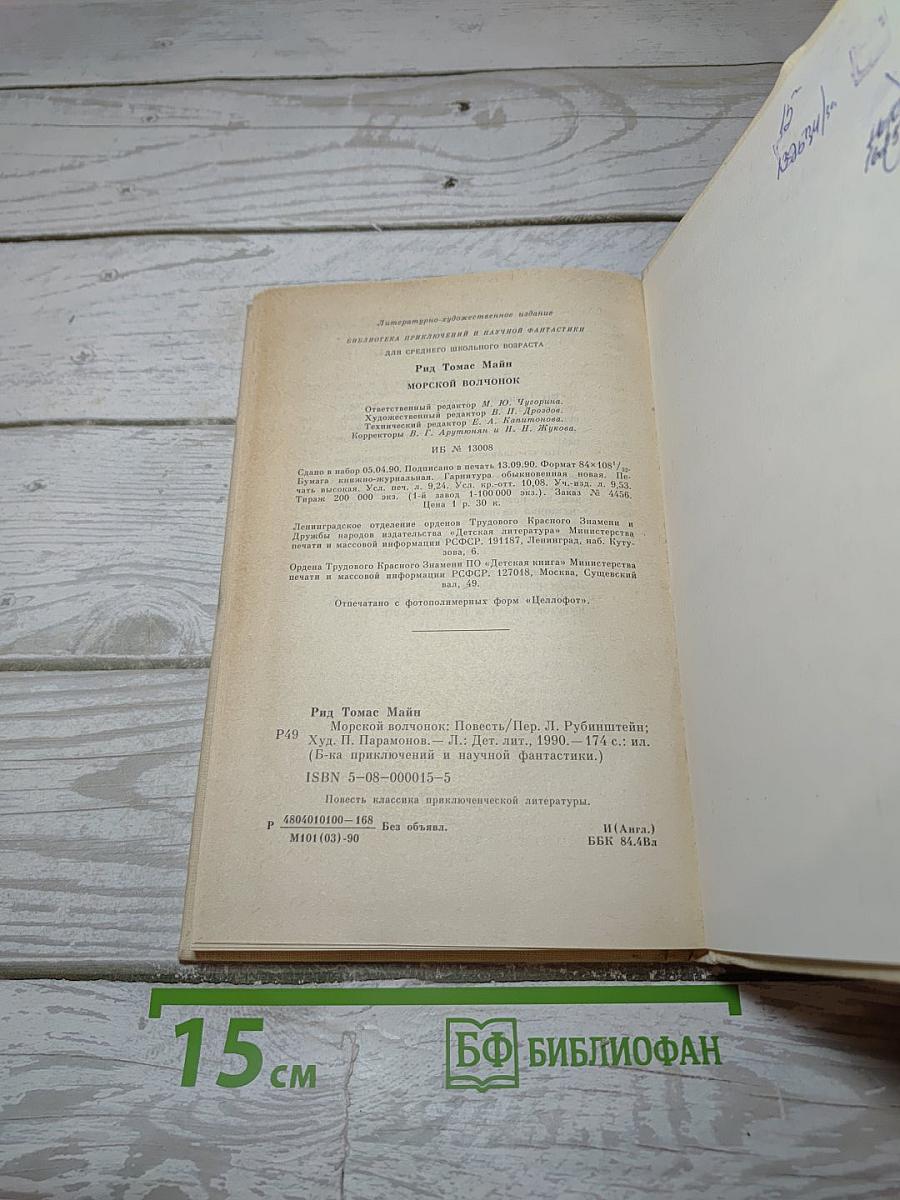 Литературно-художественное издание
БИБЛИОТЕКА ПРИКЛЮЧЕНИЙ И НАУЧНОЙ ФАНТАСТИКИ
ДЛЯ СРЕДНЕГО ШКОЛЬНОГО ВОЗРАСТА
Рид Томас Майн
МОРСКОЙ ВОЛЧОНОК
Ответственный редактор М. Ю. Чугорина.
Художественный редактор В. П. Дроздов.
Технический редактор Е. А. Капитонова.
Корректоры В. Г. Арутюнян и Н. Н. Жукова.
ИБ № 13008
Сдано в набор 05.04.90. Подписано в печать 13.09.90. Формат 84×108¹/₃₂.
Бумага книжно-журнальная. Гарнитура обыкновенная новая. Пе-
чать высокая. Усл. печ. л. 9,24. Усл. кр.-отт. 10,08. Уч.-изд. л. 9,53.
Тираж 200 000 экз. (1-й завод 1-100 000 экз.). Заказ № 4456.
Цена 1 р. 30 к.
Ленинградское отделение орденов Трудового Красного Знамени и
Дружбы народов издательства «Детская литература» Министерства
печати и массовой информации РСФСР. 191187, Ленинград, наб. Куту-
зова, 6.
Ордена Трудового Красного Знамени ПО «Детская книга» Министерства
печати и массовой информации РСФСР. 127018, Москва, Сущевский
вал, 49.
Отпечатано с фотополимерных форм «Целлофот».
Рид Томас Майн
Р49 Морской волчонок: Повесть/Пер. Л. Рубинштейн;
Худ. П. Парамонов.— Л.: Дет. лит., 1990.— 174 с.: ил.
(Б-ка приключений и научной фантастики.)
ISBN 5-08-000015-5
Повесть классика приключенческой литературы.
Р 4804010100—168 Без объявл.
М101(03)-90
И(Англ.)
ББК 84.4Вл
15 см
БФ БИБЛИОФАН